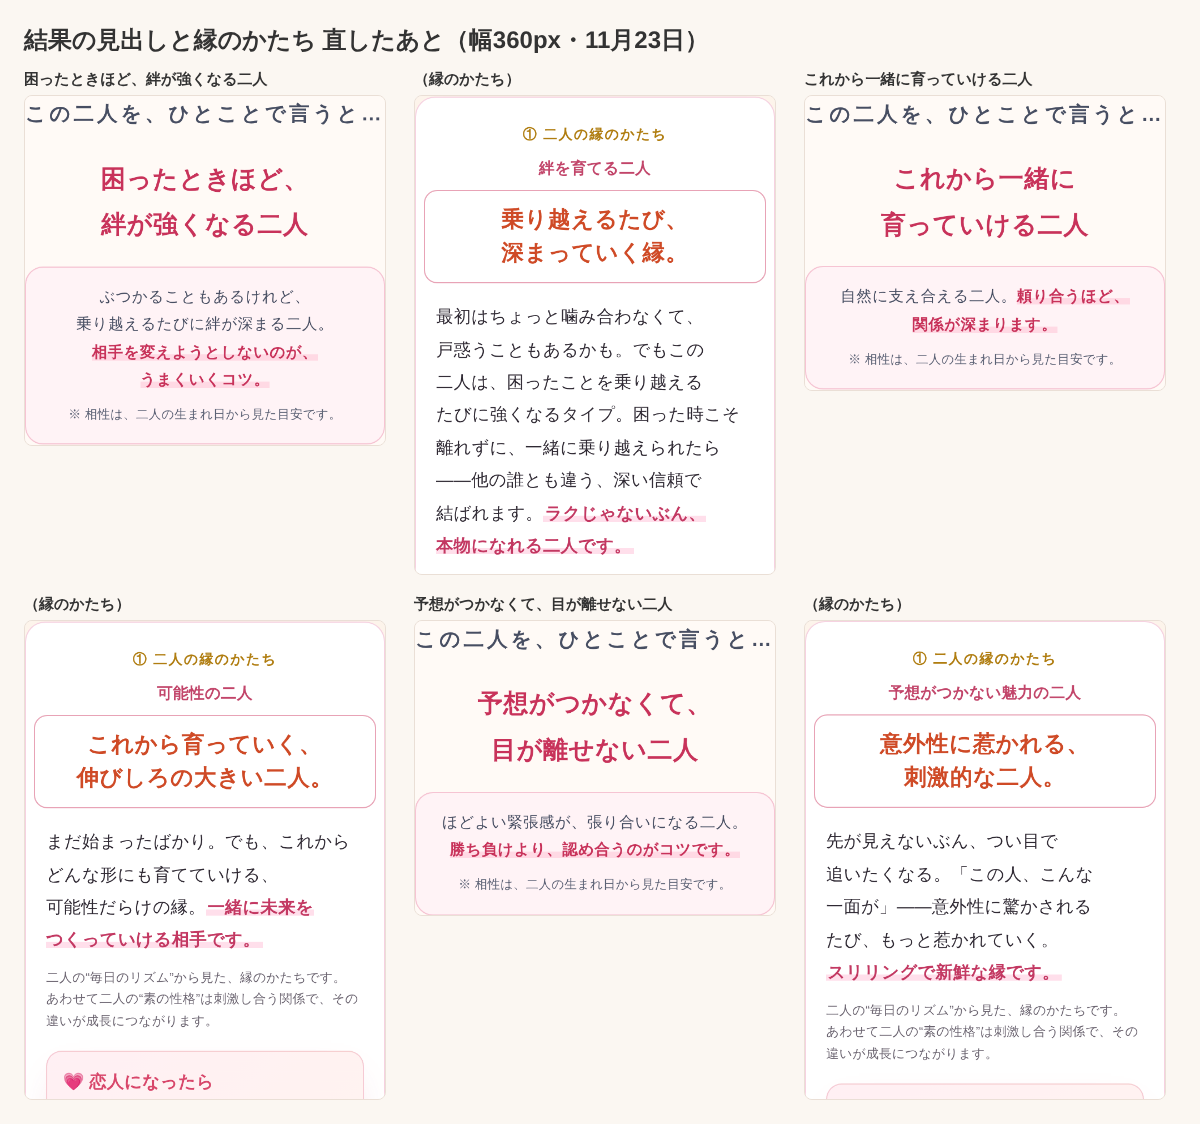 結果の見出しと縁のかたち 直したあと（幅360px・11月23日）
困ったときほど、絆が強くなる二人
この二人を、ひとことで言うと…
困ったときほど、
絆が強くなる二人
ぶつかることもあるけれど、
乗り越えるたびに絆が深まる二人。
相手を変えようとしないのが、
うまくいくコツ。
※ 相性は、二人の生まれ日から見た目安です。
（縁のかたち）
① 二人の縁のかたち
絆を育てる二人
乗り越えるたび、
深まっていく縁。
最初はちょっと噛み合わなくて、
戸惑うこともあるかも。でもこの
二人は、困ったことを乗り越える
たびに強くなるタイプ。困った時こそ
離れずに、一緒に乗り越えられたら
——他の誰とも違う、深い信頼で
結ばれます。ラクじゃないぶん、
本物になれる二人です。
これから一緒に育っていける二人
この二人を、ひとことで言うと…
これから一緒に
育っていける二人
自然に支え合える二人。頼り合うほど、
関係が深まります。
※ 相性は、二人の生まれ日から見た目安です。
（縁のかたち）
① 二人の縁のかたち
可能性の二人
これから育っていく、
伸びしろの大きい二人。
まだ始まったばかり。でも、これから
どんな形にも育てていける、
可能性だらけの縁。一緒に未来を
つくっていける相手です。
二人の“毎日のリズム”から見た、縁のかたちです。
あわせて二人の“素の性格”は刺激し合う関係で、その
違いが成長につながります。
💗 恋人になったら
予想がつかなくて、目が離せない二人
この二人を、ひとことで言うと…
予想がつかなくて、
目が離せない二人
ほどよい緊張感が、張り合いになる二人。
勝ち負けより、認め合うのがコツです。
※ 相性は、二人の生まれ日から見た目安です。
（縁のかたち）
① 二人の縁のかたち
予想がつかない魅力の二人
意外性に惹かれる、
刺激的な二人。
先が見えないぶん、つい目で
追いたくなる。「この人、こんな
一面が」——意外性に驚かされる
たび、もっと惹かれていく。
スリリングで新鮮な縁です。
二人の“毎日のリズム”から見た、縁のかたちです。
あわせて二人の“素の性格”は刺激し合う関係で、その
違いが成長につながります。